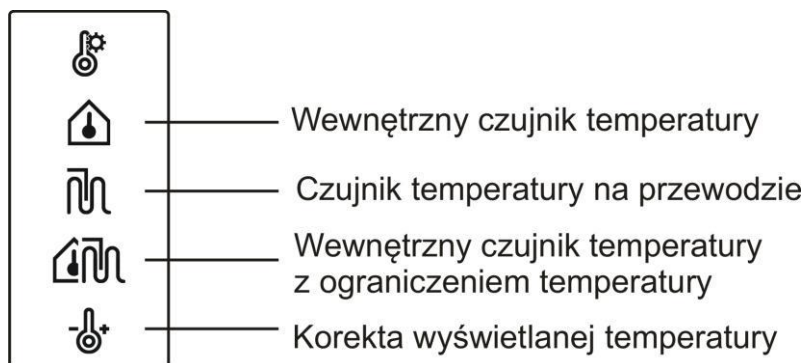 Wewnętrzny czujnik temperatury
Czujnik temperatury na przewodzie
Wewnętrzny czujnik temperatury
z ograniczeniem temperatury
Korekta wyświetlanej temperatury